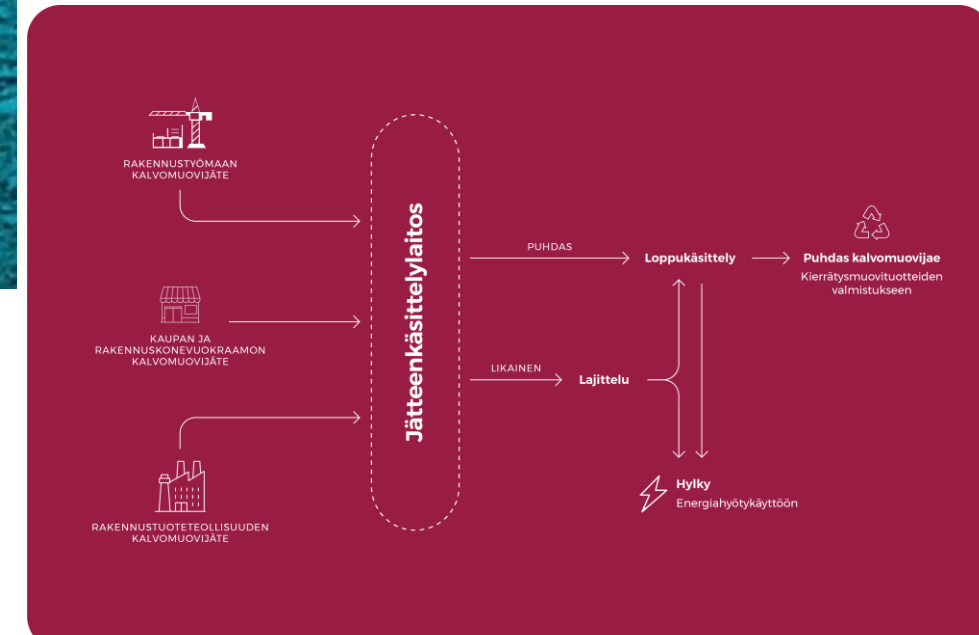 RAKENNUSTYÖMAAN
KALVOMUOVIJÄTE
KAUPAN JA
RAKENNUSKONEVUOKRAAMON
KALVOMUOVIJÄTE
RAKENNUSTUOTETEOLLISUUDEN
KALVOMUOVIJÄTE
Jätteenkäsittelylaitos
PUHDAS
Loppukäsittely
Puhdas kalvomuovijae
Kierrätysmuovituotteiden
valmistukseen
LIKAINEN
Lajittelu
Hylky
Energiahyötykäyttöön